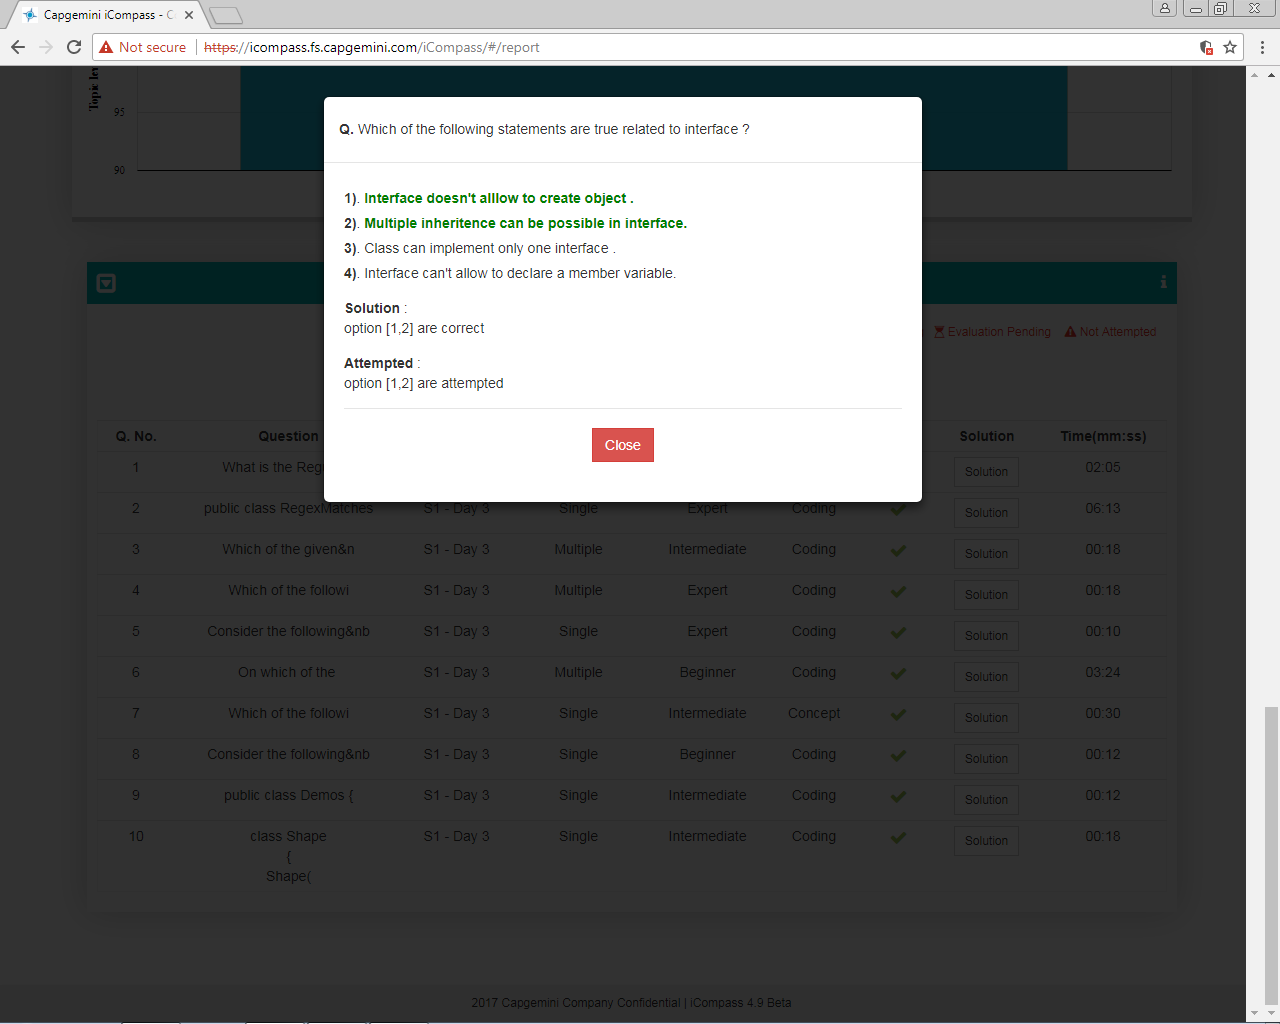 Capgemini iCompass - C
Not secure
https://icompass.fs.capgemini.com/iCompass/#/report
Topic lev
95
90
Q. Which of the following statements are true related to interface ?
1). Interface doesn't alllow to create object .
2). Multiple inheritence can be possible in interface.
3). Class can implement only one interface .
4). Interface can't allow to declare a member variable.
Solution :
option [1,2] are correct
Attempted :
option [1,2] are attempted
Close
Evaluation Pending Not Attempted
Q. No. Question Solution Time(mm:ss)
1 What is the Reg Solution 02:05
2 public class RegexMatches S1 - Day 3 Single Expert Coding Solution 06:13
3 Which of the given&n S1 - Day 3 Multiple Intermediate Coding Solution 00:18
4 Which of the followi S1 - Day 3 Multiple Expert Coding Solution 00:18
5 Consider the following&nb S1 - Day 3 Single Expert Coding Solution 00:10
6 On which of the S1 - Day 3 Multiple Beginner Coding Solution 03:24
7 Which of the followi S1 - Day 3 Single Intermediate Concept Solution 00:30
8 Consider the following&nb S1 - Day 3 Single Beginner Coding Solution 00:12
9 public class Demos { S1 - Day 3 Single Intermediate Coding Solution 00:12
10 class Shape S1 - Day 3 Single Intermediate Coding Solution 00:18
{
Shape(
2017 Capgemini Company Confidential | iCompass 4.9 Beta